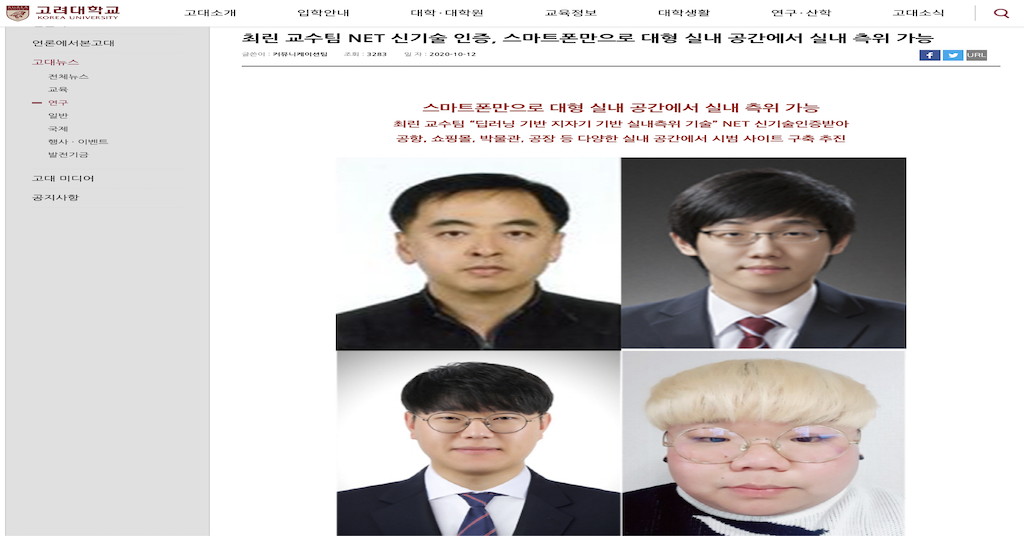 고려대학교
KOREA UNIVERSITY
고대소개
입학안내
대학·대학원
교육정보
대학생활
연구·산학
고대소식
언론에서본고대
고대뉴스
전체뉴스
교육
연구
일반
국제
행사·이벤트
발전기금
고대 미디어
공지사항
최린 교수팀 NET 신기술 인증, 스마트폰만으로 대형 실내 공간에서 실내 측위 가능
글쓴이 : 커뮤니케이션팀 조회 : 3283 일 자 : 2020-10-12
f URL
스마트폰만으로 대형 실내 공간에서 실내 측위 가능
최린 교수팀 “딥러닝 기반 지자기 기반 실내측위 기술” NET 신기술인증받아
공항, 쇼핑몰, 박물관, 공장 등 다양한 실내 공간에서 시범 사이트 구축 추진